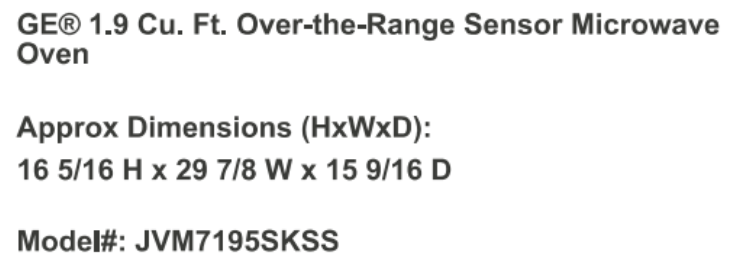 GE® 1.9 Cu. Ft. Over-the-Range Sensor Microwave
Oven
Approx Dimensions (HxWxD):
16 5/16 H x 29 7/8 W x 15 9/16 D
Model#: JVM7195SKSS